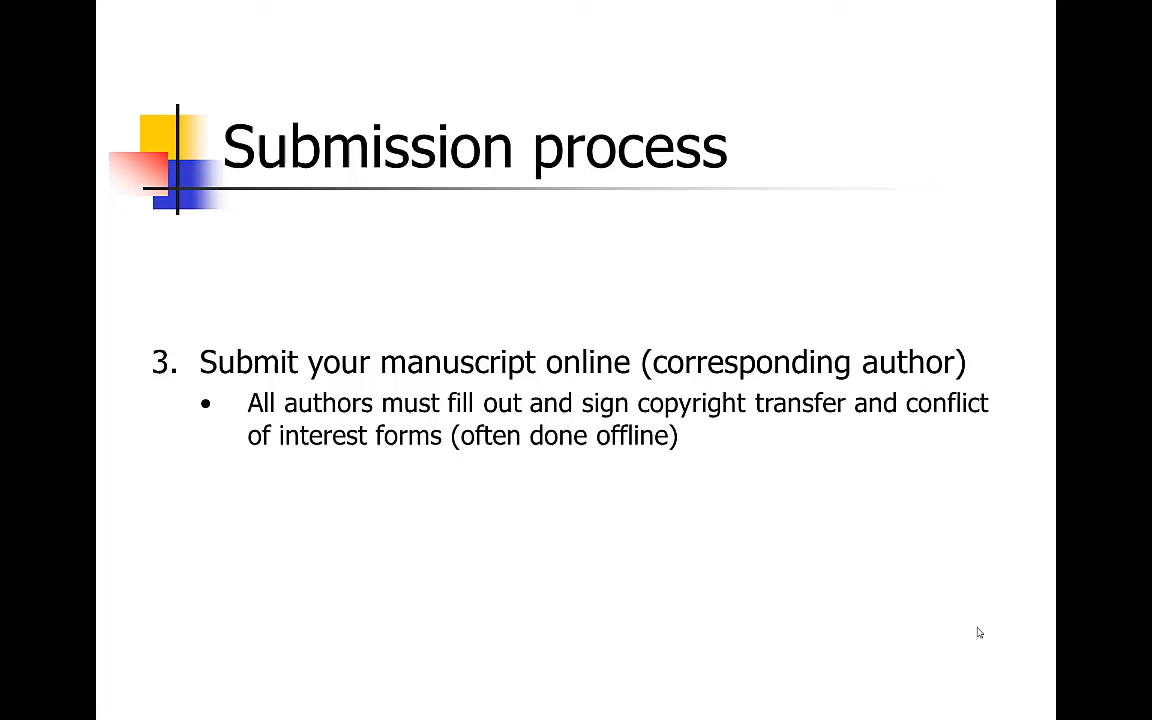 Submission process
3. Submit your manuscript online (corresponding author)
• All authors must fill out and sign copyright transfer and conflict
of interest forms (often done offline)